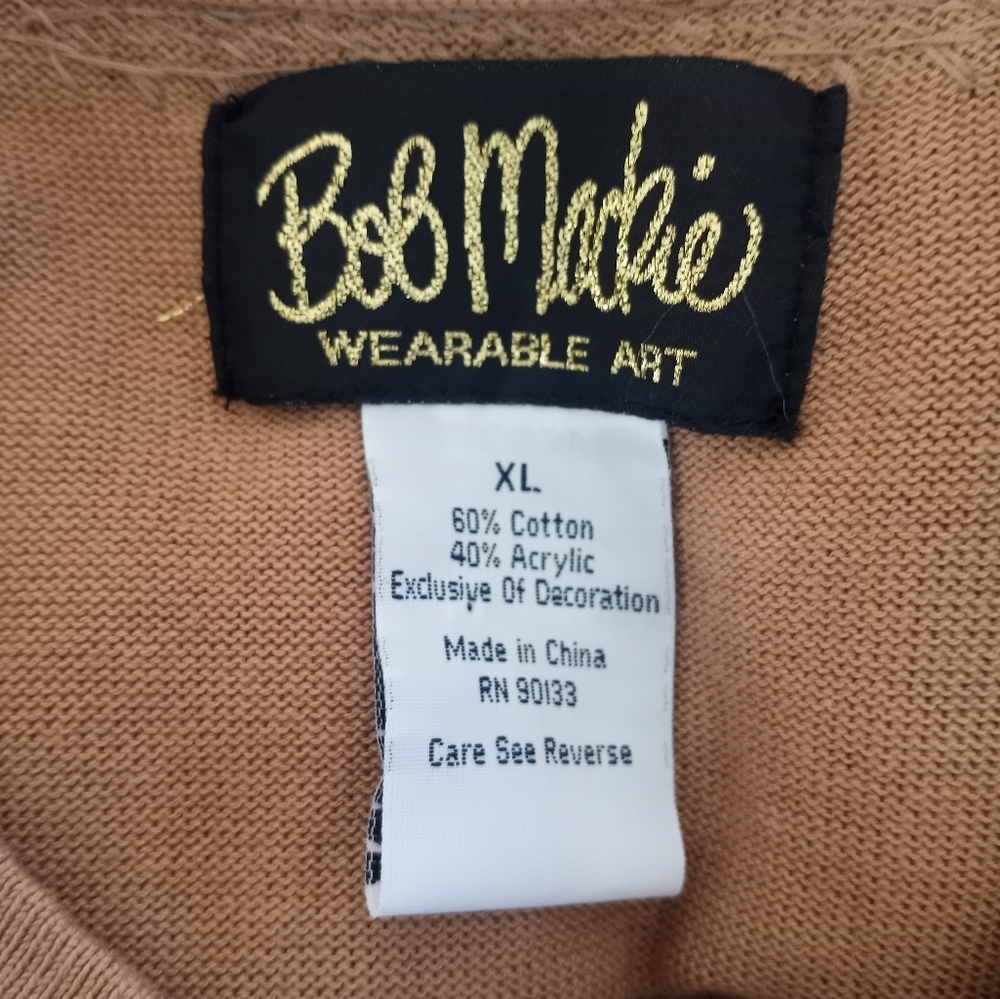 Bob Mackie
WEARABLE ART
XL
60% Cotton
40% Acrylic
Exclusive Of Decoration
Made in China
RN 90133
Care See Reverse